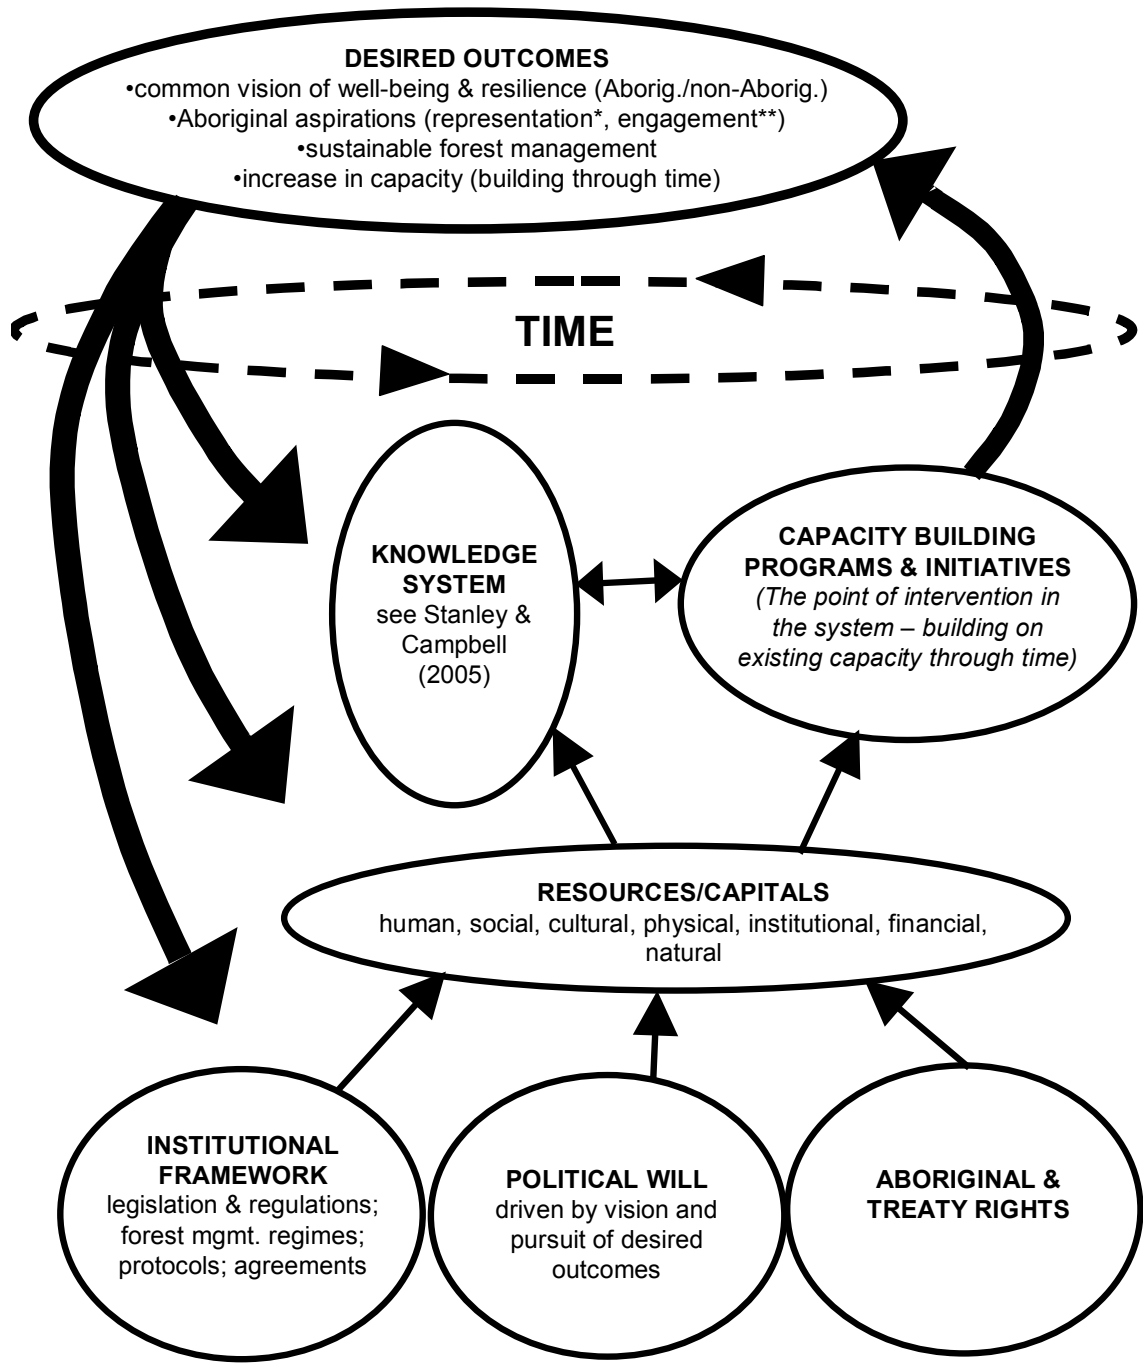 DESIRED OUTCOMES
•common vision of well-being & resilience (Aborig./non-Aborig.)
•Aboriginal aspirations (representation*, engagement**)
•sustainable forest management
•increase in capacity (building through time)
TIME
KNOWLEDGE
SYSTEM
see Stanley &
Campbell
(2005)
CAPACITY BUILDING
PROGRAMS & INITIATIVES
(The point of intervention in
the system – building on
existing capacity through time)
RESOURCES/CAPITALS
human, social, cultural, physical, institutional, financial,
natural
INSTITUTIONAL
FRAMEWORK
legislation & regulations;
forest mgmt. regimes;
protocols; agreements
POLITICAL WILL
driven by vision and
pursuit of desired
outcomes
ABORIGINAL &
TREATY RIGHTS